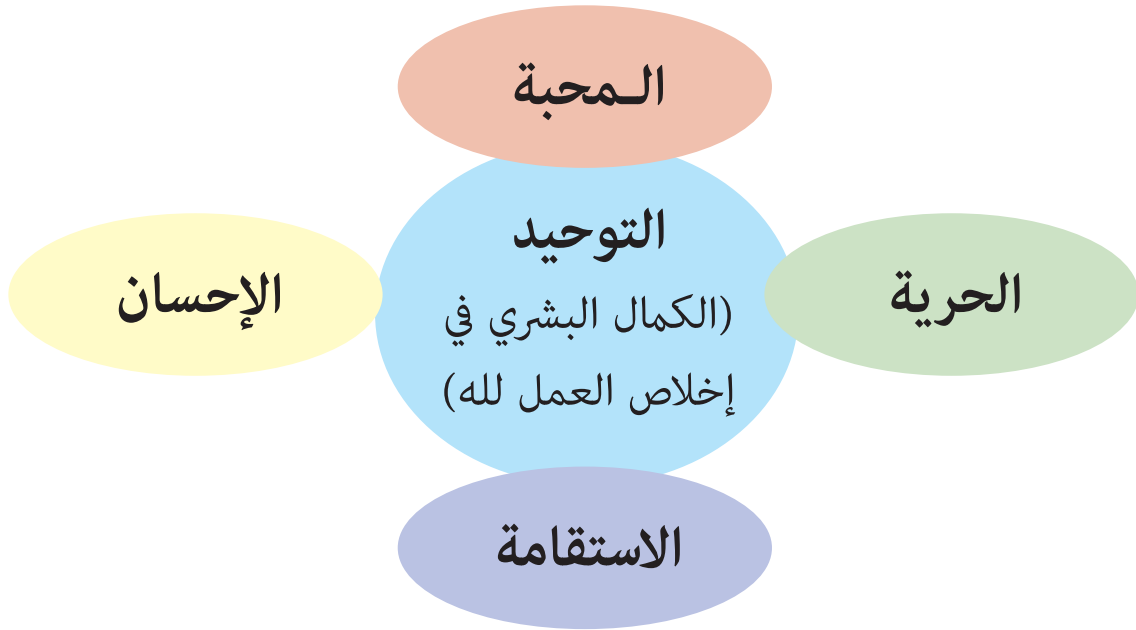 الـمحبة
التوحيد
(الكمال البشري في
إخلاص العمل لله)
الحرية
الإحسان
الاستقامة